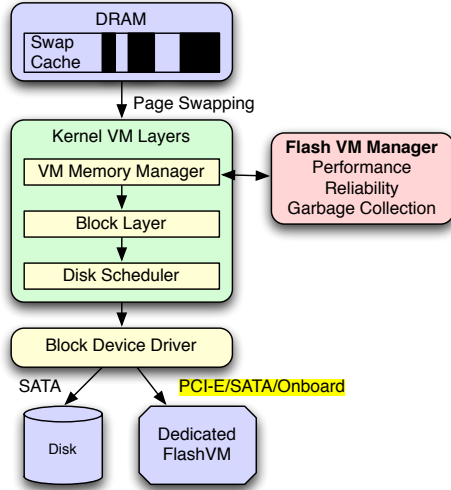 DRAM
Swap
Cache
Page Swapping
Kernel VM Layers
VM Memory Manager
Block Layer
Disk Scheduler
Flash VM Manager
Performance
Reliability
Garbage Collection
Block Device Driver
SATA
PCI-E/SATA/Onboard
Disk
Dedicated
FlashVM